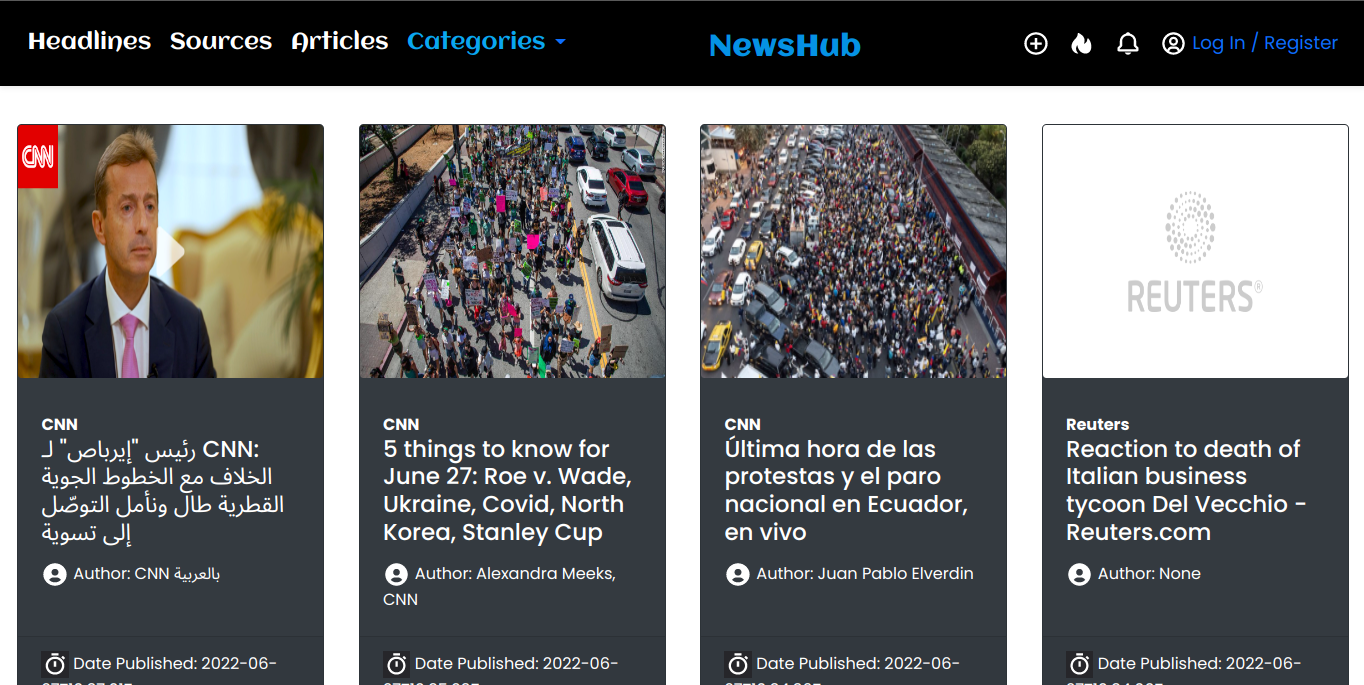 Headlines Sources Articles Categories NewsHub Log In / Register
CNN
CNN
رئيس "إيرباص" لـ CNN:
الخلاف مع الخطوط الجوية
القطرية طال ونأمل التوصّل
إلى تسوية
Author: CNN بالعربية
Date Published: 2022-06-
CNN
5 things to know for
June 27: Roe v. Wade,
Ukraine, Covid, North
Korea, Stanley Cup
Author: Alexandra Meeks,
CNN
Date Published: 2022-06-
CNN
Última hora de las
protestas y el paro
nacional en Ecuador,
en vivo
Author: Juan Pablo Elverdin
Date Published: 2022-06-
REUTERS®
Reuters
Reaction to death of
Italian business
tycoon Del Vecchio -
Reuters.com
Author: None
Date Published: 2022-06-